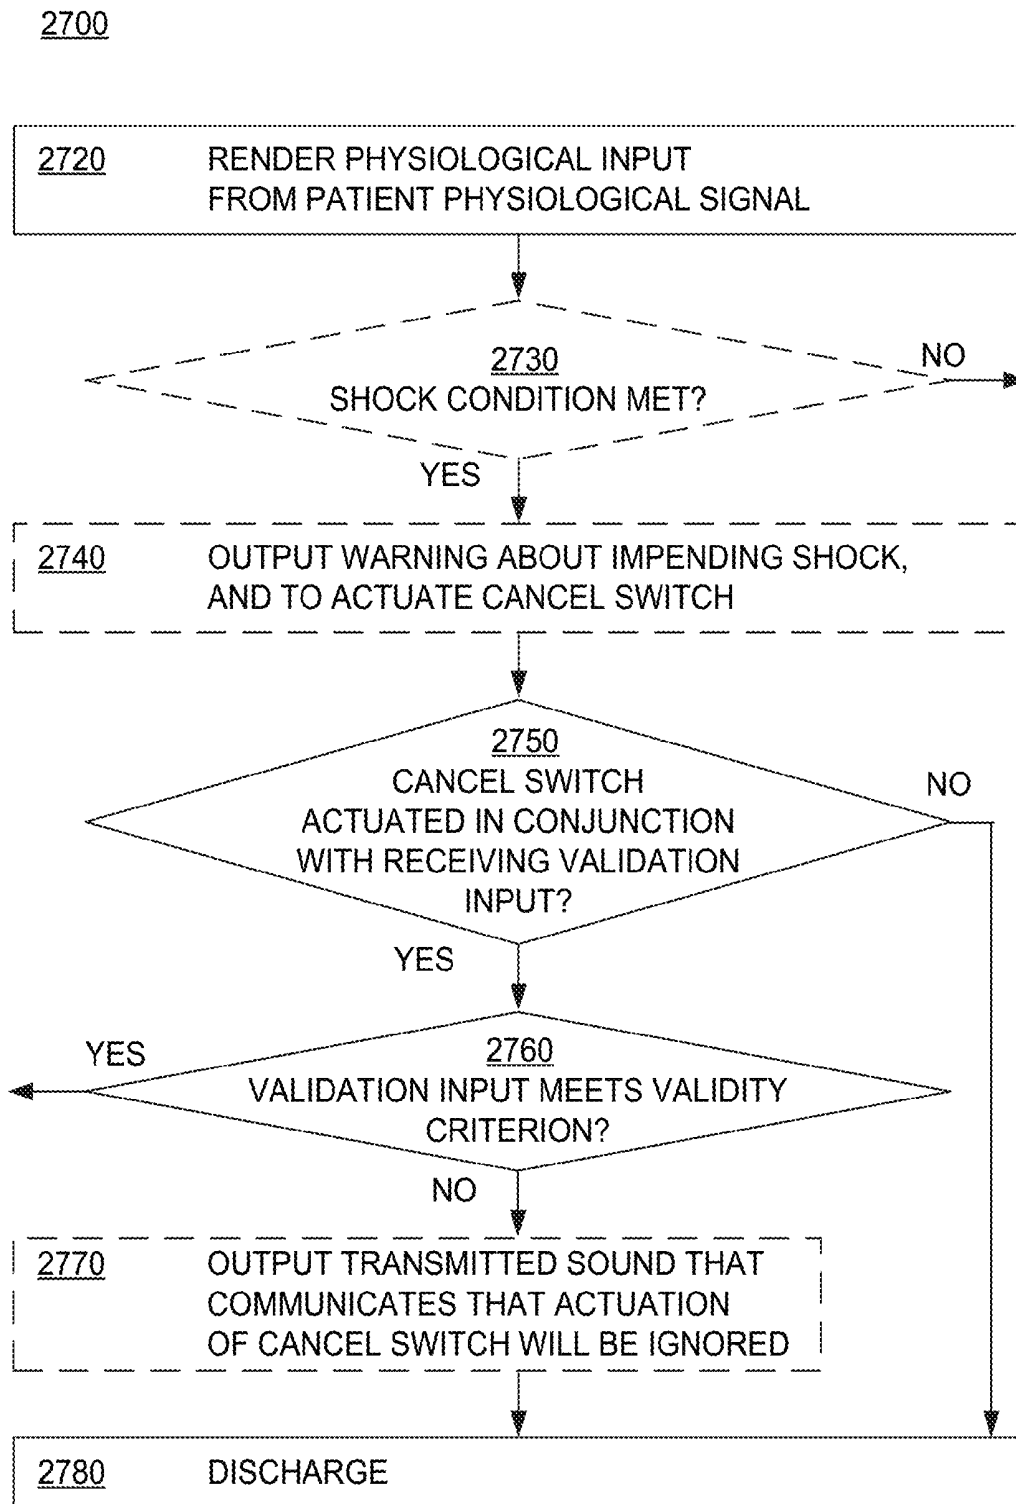 2700
2720 RENDER PHYSIOLOGICAL INPUT
FROM PATIENT PHYSIOLOGICAL SIGNAL
2730
NO
SHOCK CONDITION MET?
YES
2740 OUTPUT WARNING ABOUT IMPENDING SHOCK,
AND TO ACTUATE CANCEL SWITCH
2750
CANCEL SWITCH
NO
ACTUATED IN CONJUNCTION
WITH RECEIVING VALIDATION
INPUT?
YES
YES
2760
VALIDATION INPUT MEETS VALIDITY
CRITERION?
NO
2770 OUTPUT TRANSMITTED SOUND THAT
COMMUNICATES THAT ACTUATION
OF CANCEL SWITCH WILL BE IGNORED
2780 DISCHARGE